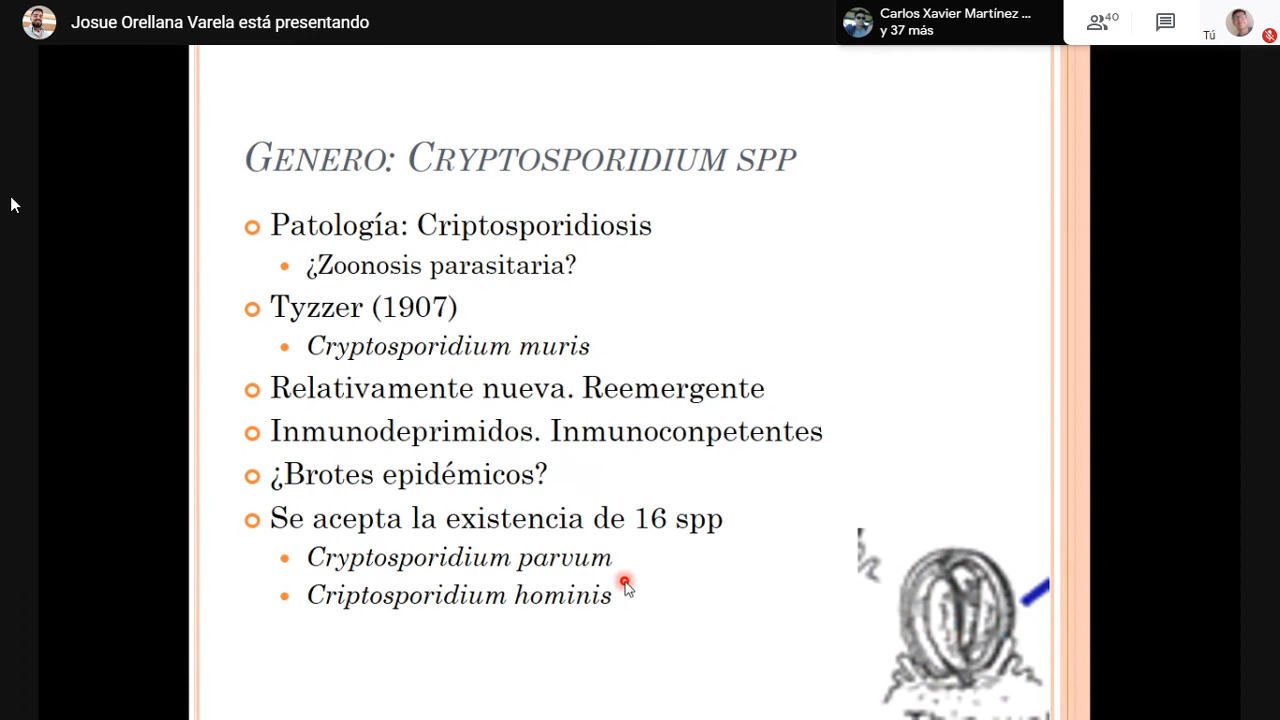 Josue Orellana Varela está presentando
Carlos Xavier Martínez ...
y 37 más
40
Tú
GENERO: CRYPTOSPORIDIUM SPP
Patología: Criptosporidiosis
¿Zoonosis parasitaria?
Tyzzer (1907)
Cryptosporidium muris
Relativamente nueva. Reemergente
Inmunodeprimidos. Inmunoconpetentes
¿Brotes epidémicos?
Se acepta la existencia de 16 spp
Cryptosporidium parvum
Criptosporidium hominis